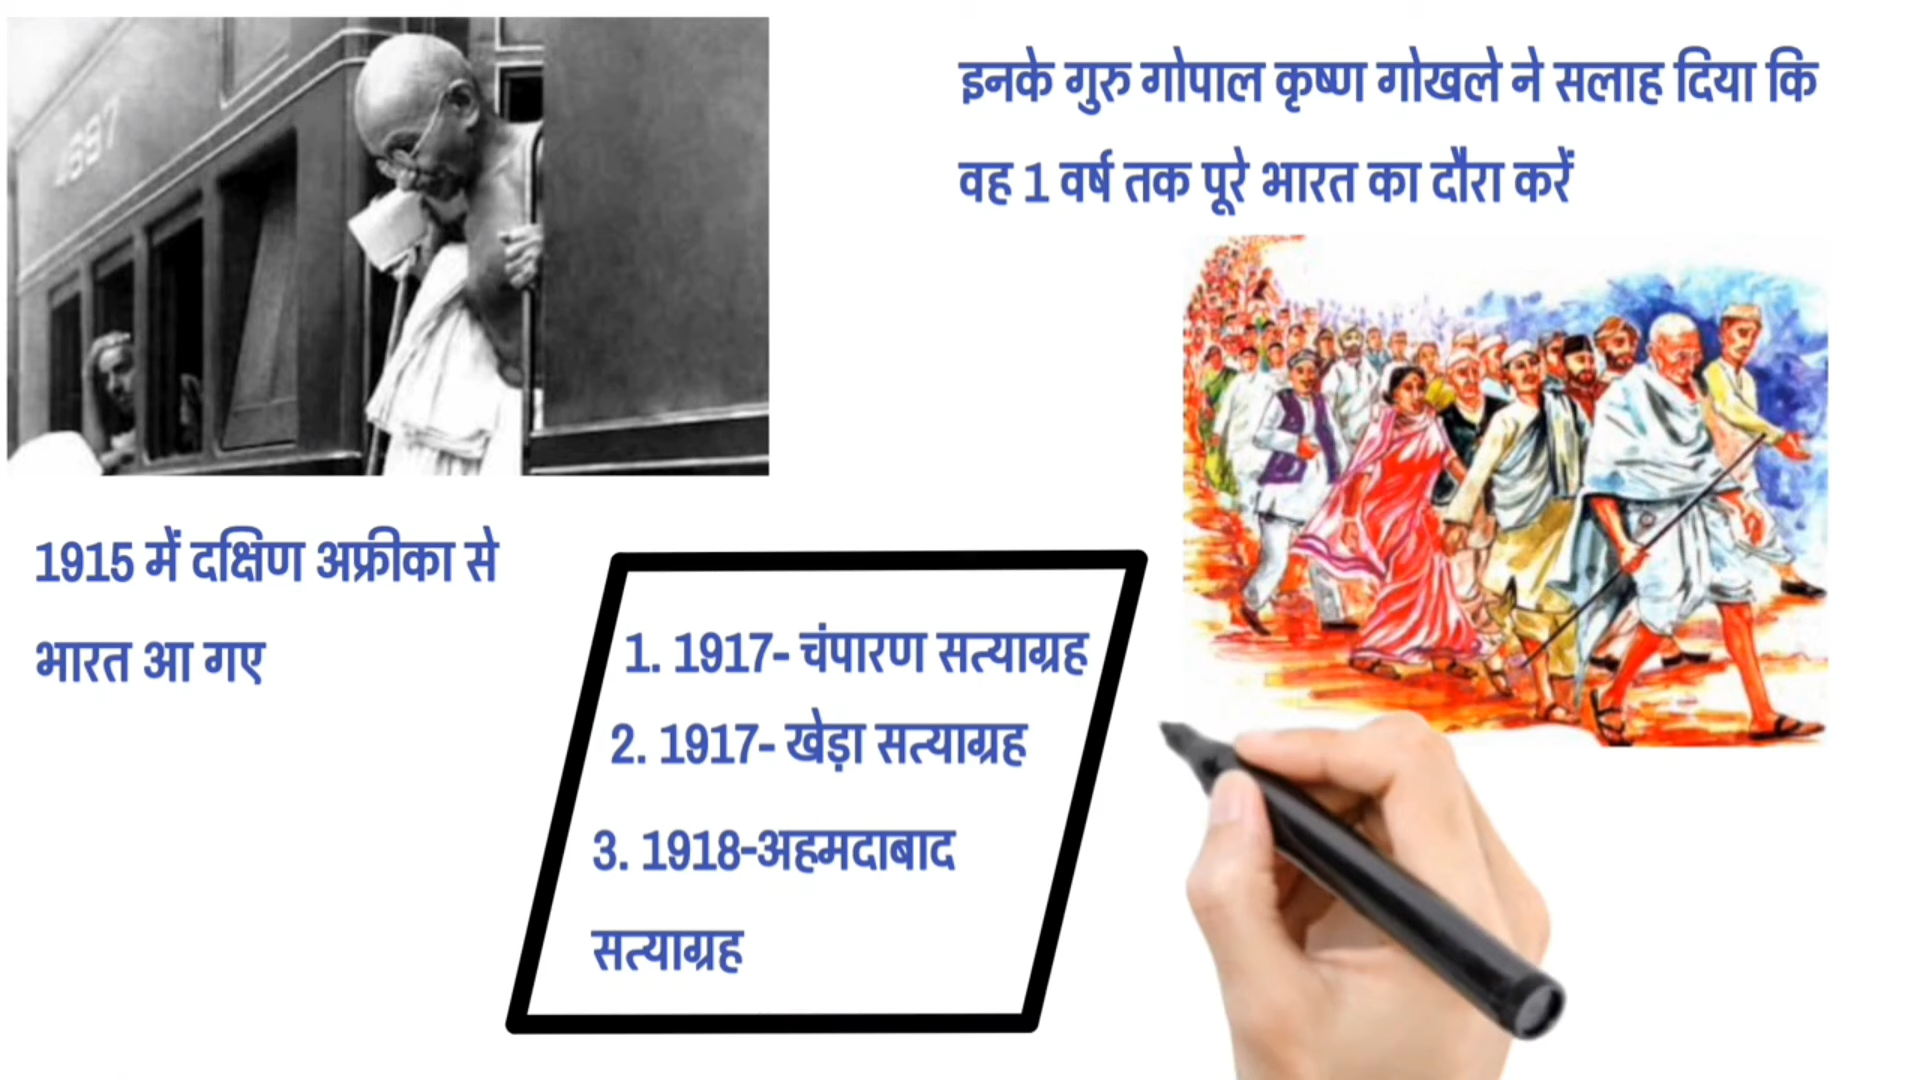 इनके गुरु गोपाल कृष्ण गोखले ने सलाह दिया कि
वह 1 वर्ष तक पूरे भारत का दौरा करें
1915 में दक्षिण अफ्रीका से
भारत आ गए
1. 1917- चंपारण सत्याग्रह
2. 1917- खेड़ा सत्याग्रह
3. 1918-अहमदाबाद
सत्याग्रह